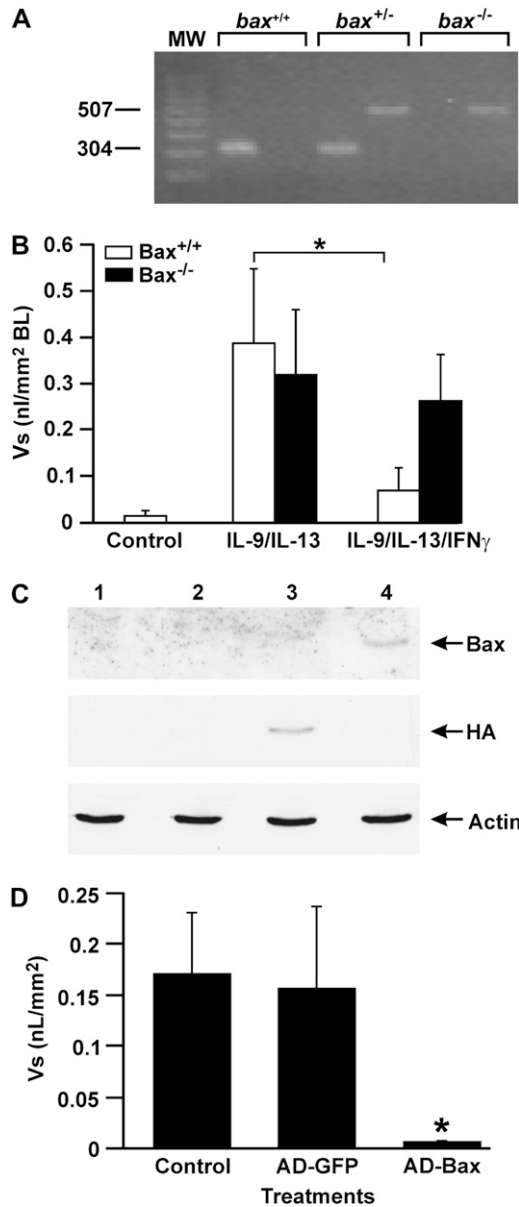 A
MW
bax+/+
bax+/-
bax-/-
507
304
B
Bax+/+
Bax-/-
*
0.6
0.5
0.4
0.3
0.2
0.1
0
Vs (nl/mm² BL)
Control
IL-9/IL-13
IL-9/IL-13/IFNγ
C
1 2 3 4
Bax
HA
Actin
D
0.25
0.2
0.15
0.1
0.05
0
Vs (nL/mm²)
*
Control
AD-GFP
AD-Bax
Treatments